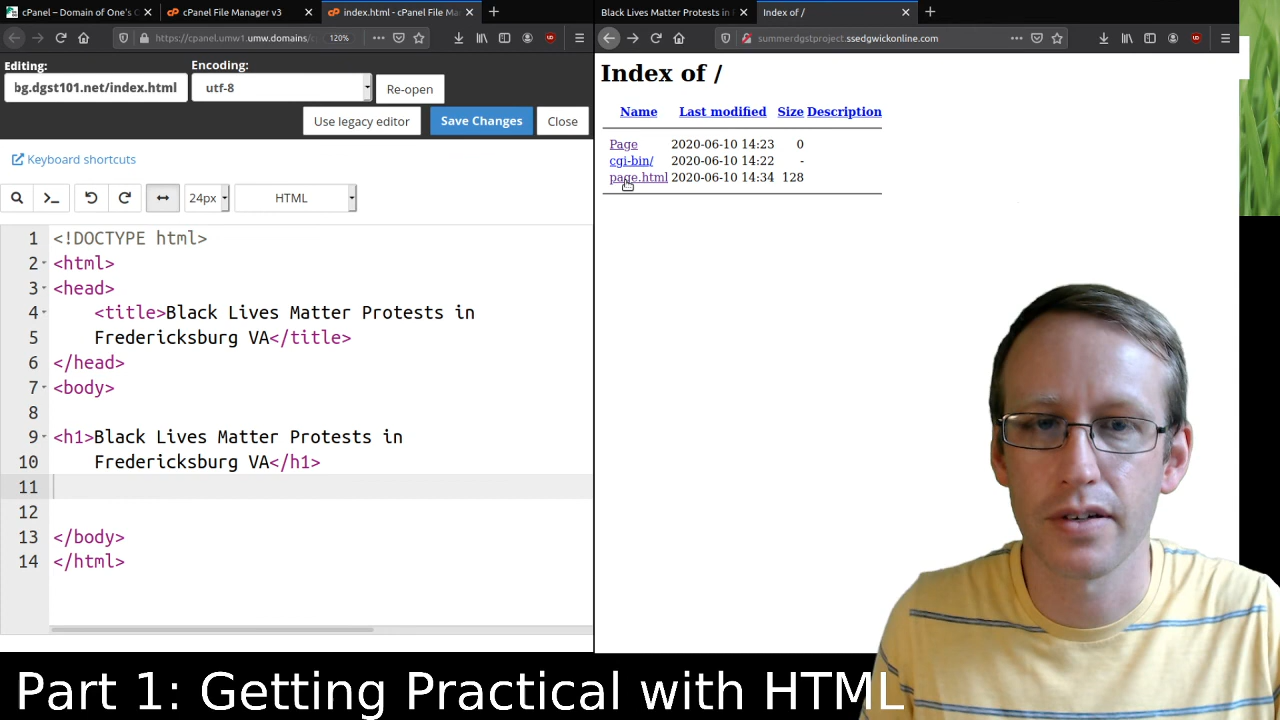 cPanel – Domain of One's C
cPanel File Manager v3
index.html - cPanel File Ma
Black Lives Matter Protests in
Index of /
https://cpanel.umw1.umw.domains/
120%
summerdgstproject.ssedgwickonline.com
Editing:
Encoding:
bg.dgst101.net/index.html
utf-8
Re-open
Use legacy editor
Save Changes
Close
Keyboard shortcuts
24px
HTML
1 <!DOCTYPE html>
2 <html>
3 <head>
4 <title>Black Lives Matter Protests in
5 Fredericksburg VA</title>
6 </head>
7 <body>
8
9 <h1>Black Lives Matter Protests in
10 Fredericksburg VA</h1>
11
12
13 </body>
14 </html>
Index of /
Name Last modified Size Description
Page 2020-06-10 14:23 0
cgi-bin/ 2020-06-10 14:22 -
page.html 2020-06-10 14:34 128
Part 1: Getting Practical with HTML